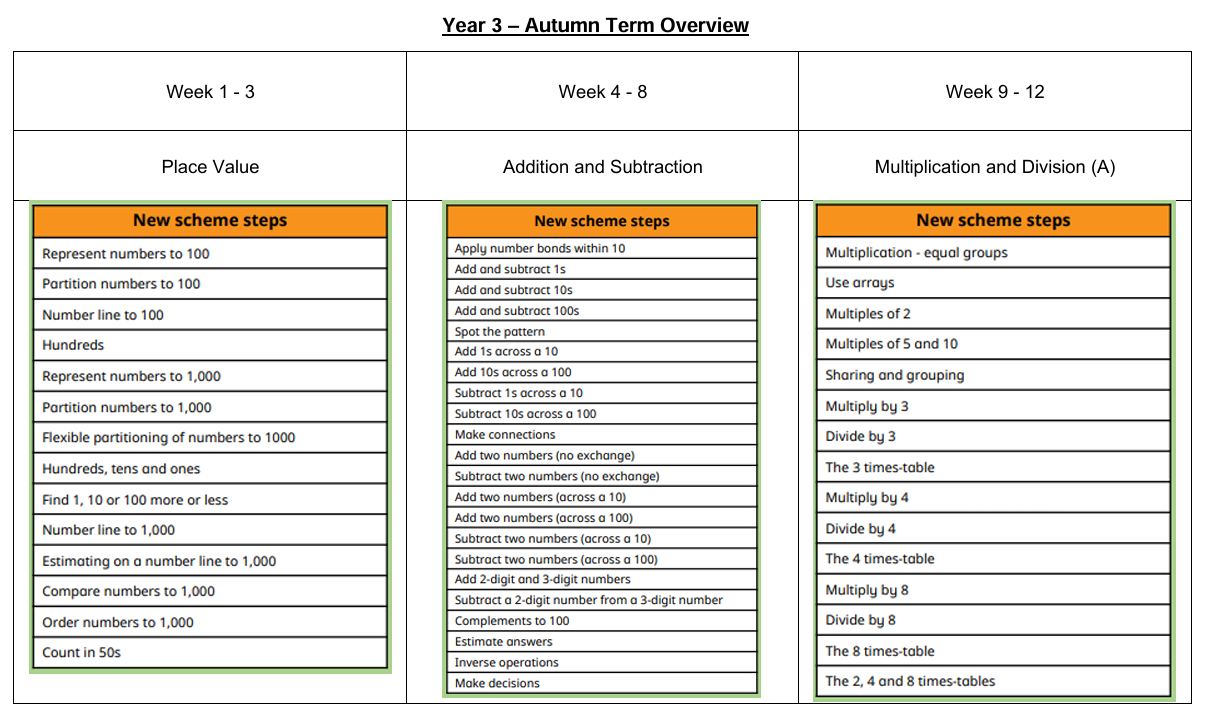 Year 3 – Autumn Term Overview
Week 1 - 3
Week 4 - 8
Week 9 - 12
Place Value
Addition and Subtraction
Multiplication and Division (A)
New scheme steps
Represent numbers to 100
Partition numbers to 100
Number line to 100
Hundreds
Represent numbers to 1,000
Partition numbers to 1,000
Flexible partitioning of numbers to 1000
Hundreds, tens and ones
Find 1, 10 or 100 more or less
Number line to 1,000
Estimating on a number line to 1,000
Compare numbers to 1,000
Order numbers to 1,000
Count in 50s
New scheme steps
Apply number bonds within 10
Add and subtract 1s
Add and subtract 10s
Add and subtract 100s
Spot the pattern
Add 1s across a 10
Add 10s across a 100
Subtract 1s across a 10
Subtract 10s across a 100
Make connections
Add two numbers (no exchange)
Subtract two numbers (no exchange)
Add two numbers (across a 10)
Add two numbers (across a 100)
Subtract two numbers (across a 10)
Subtract two numbers (across a 100)
Add 2-digit and 3-digit numbers
Subtract a 2-digit number from a 3-digit number
Complements to 100
Estimate answers
Inverse operations
Make decisions
New scheme steps
Multiplication - equal groups
Use arrays
Multiples of 2
Multiples of 5 and 10
Sharing and grouping
Multiply by 3
Divide by 3
The 3 times-table
Multiply by 4
Divide by 4
The 4 times-table
Multiply by 8
Divide by 8
The 8 times-table
The 2, 4 and 8 times-tables